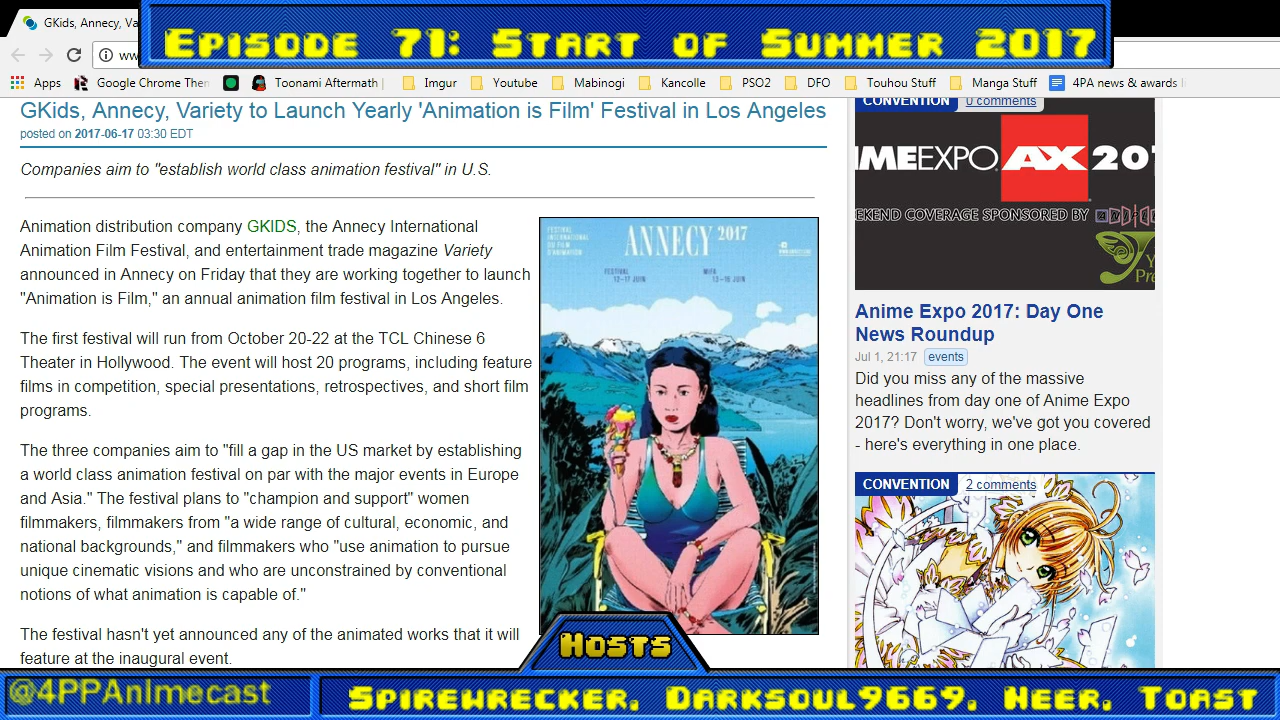 GKids, Annecy, Va
Episode 71: Start of Summer 2017
ww
Apps
Google Chrome Then
Toonami Aftermath |
Imgur
Youtube
Mabinogi
Kancolle
PSO2
DFO
Touhou Stuff
Manga Stuff
4PA news & awards li
GKids, Annecy, Variety to Launch Yearly 'Animation is Film' Festival in Los Angeles
posted on 2017-06-17 03:30 EDT
Companies aim to "establish world class animation festival" in U.S.
Animation distribution company GKIDS, the Annecy International
Animation Film Festival, and entertainment trade magazine Variety
announced in Annecy on Friday that they are working together to launch
"Animation is Film," an annual animation film festival in Los Angeles.
The first festival will run from October 20-22 at the TCL Chinese 6
Theater in Hollywood. The event will host 20 programs, including feature
films in competition, special presentations, retrospectives, and short film
programs.
The three companies aim to "fill a gap in the US market by establishing
a world class animation festival on par with the major events in Europe
and Asia." The festival plans to "champion and support" women
filmmakers, filmmakers from "a wide range of cultural, economic, and
national backgrounds," and filmmakers who "use animation to pursue
unique cinematic visions and who are unconstrained by conventional
notions of what animation is capable of."
The festival hasn't yet announced any of the animated works that it will
feature at the inaugural event.
FESTIVAL
INTERNATIONAL
DU FILM
D'ANIMATION
ANNECY 2017
FESTIVAL
12-17 JUIN
MIFA
13-16 JUIN
CONVENTION
0 comments
IMEEXPO AX 201
EKEND COVERAGE SPONSORED BY
Y
Pre
Anime Expo 2017: Day One
News Roundup
Jul 1, 21:17 events
Did you miss any of the massive
headlines from day one of Anime Expo
2017? Don't worry, we've got you covered
- here's everything in one place.
CONVENTION
2 comments
Hosts
@4PPAnimecast
Spirewrecker, Darksoul9669, Neer, Toast